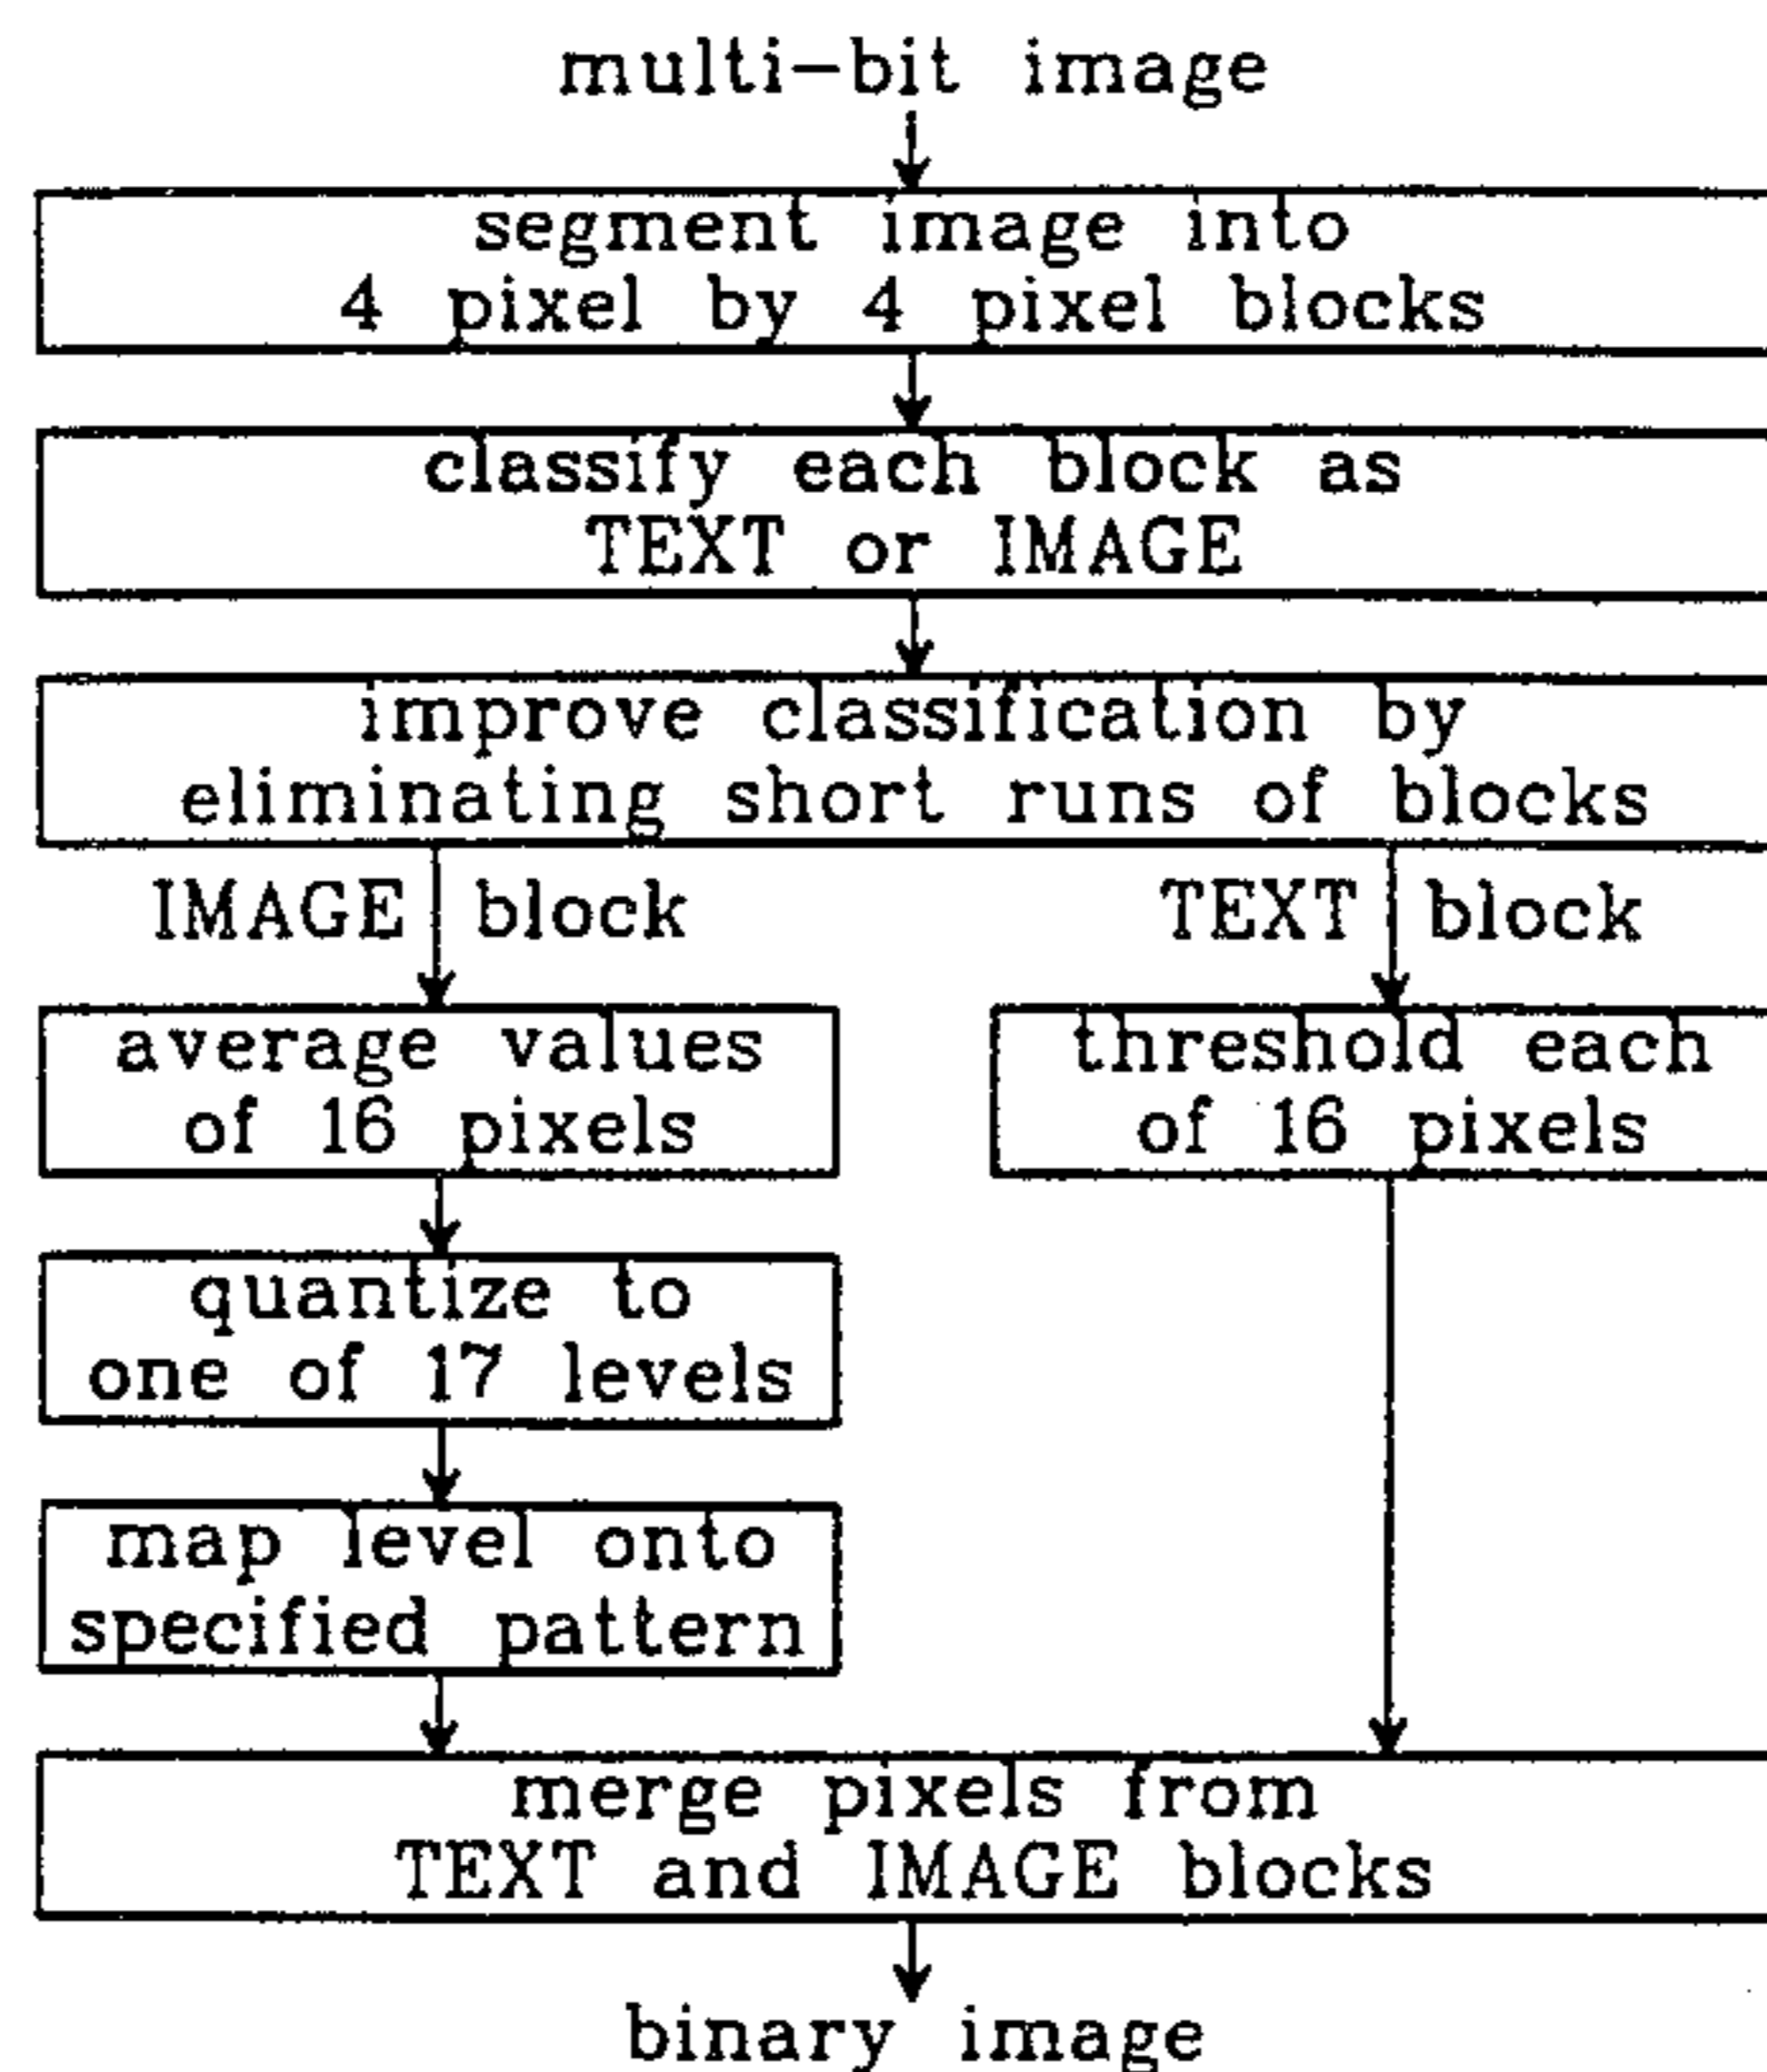 multi-bit image
segment image into
4 pixel by 4 pixel blocks
classify each block as
TEXT or IMAGE
improve classification by
eliminating short runs of blocks
IMAGE block
TEXT block
average values
of 16 pixels
threshold each
of 16 pixels
quantize to
one of 17 levels
map level onto
specified pattern
merge pixels from
TEXT and IMAGE blocks
binary image